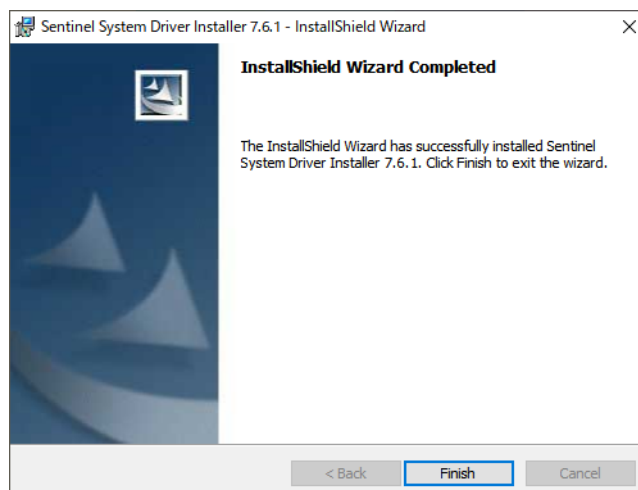 Sentinel System Driver Installer 7.6.1 - InstallShield Wizard
InstallShield Wizard Completed
The InstallShield Wizard has successfully installed Sentinel
System Driver Installer 7.6.1. Click Finish to exit the wizard.
< Back
Finish
Cancel